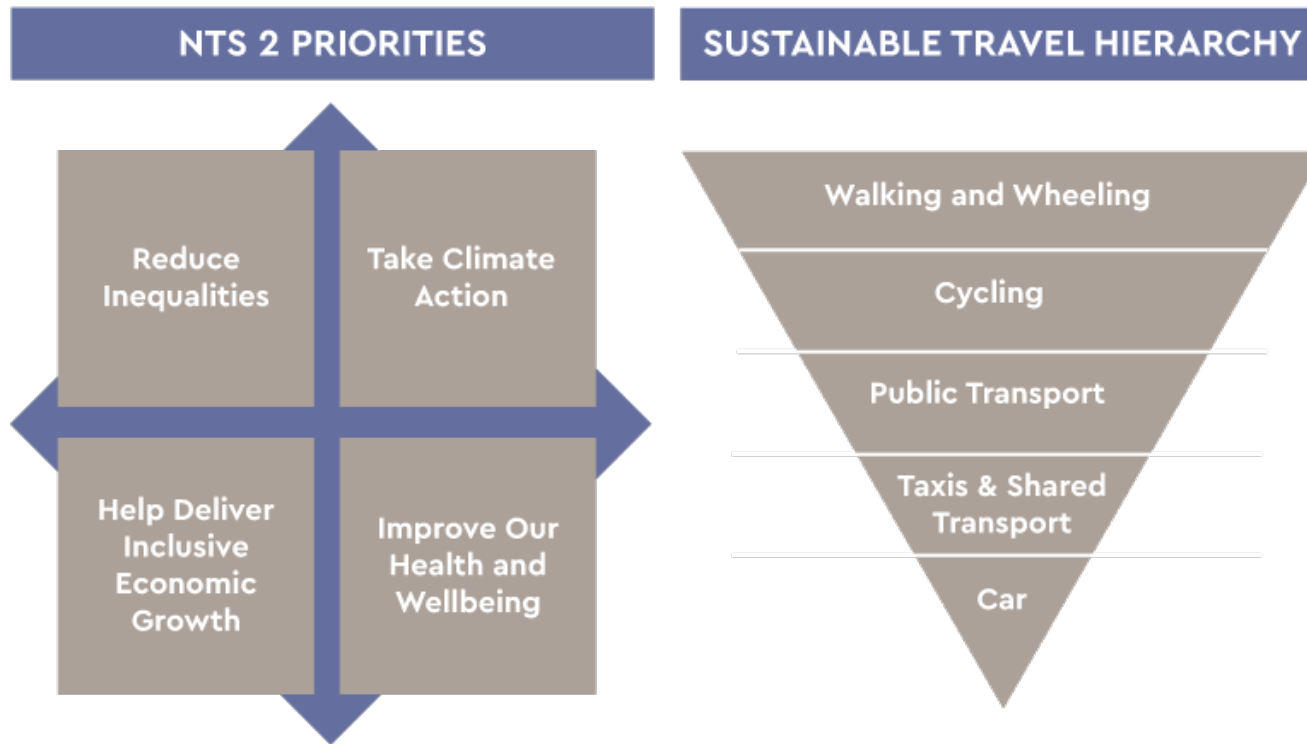 NTS 2 PRIORITIES
Reduce
Inequalities
Take Climate
Action
Help Deliver
Inclusive
Economic
Growth
Improve Our
Health and
Wellbeing
SUSTAINABLE TRAVEL HIERARCHY
Walking and Wheeling
Cycling
Public Transport
Taxis & Shared
Transport
Car